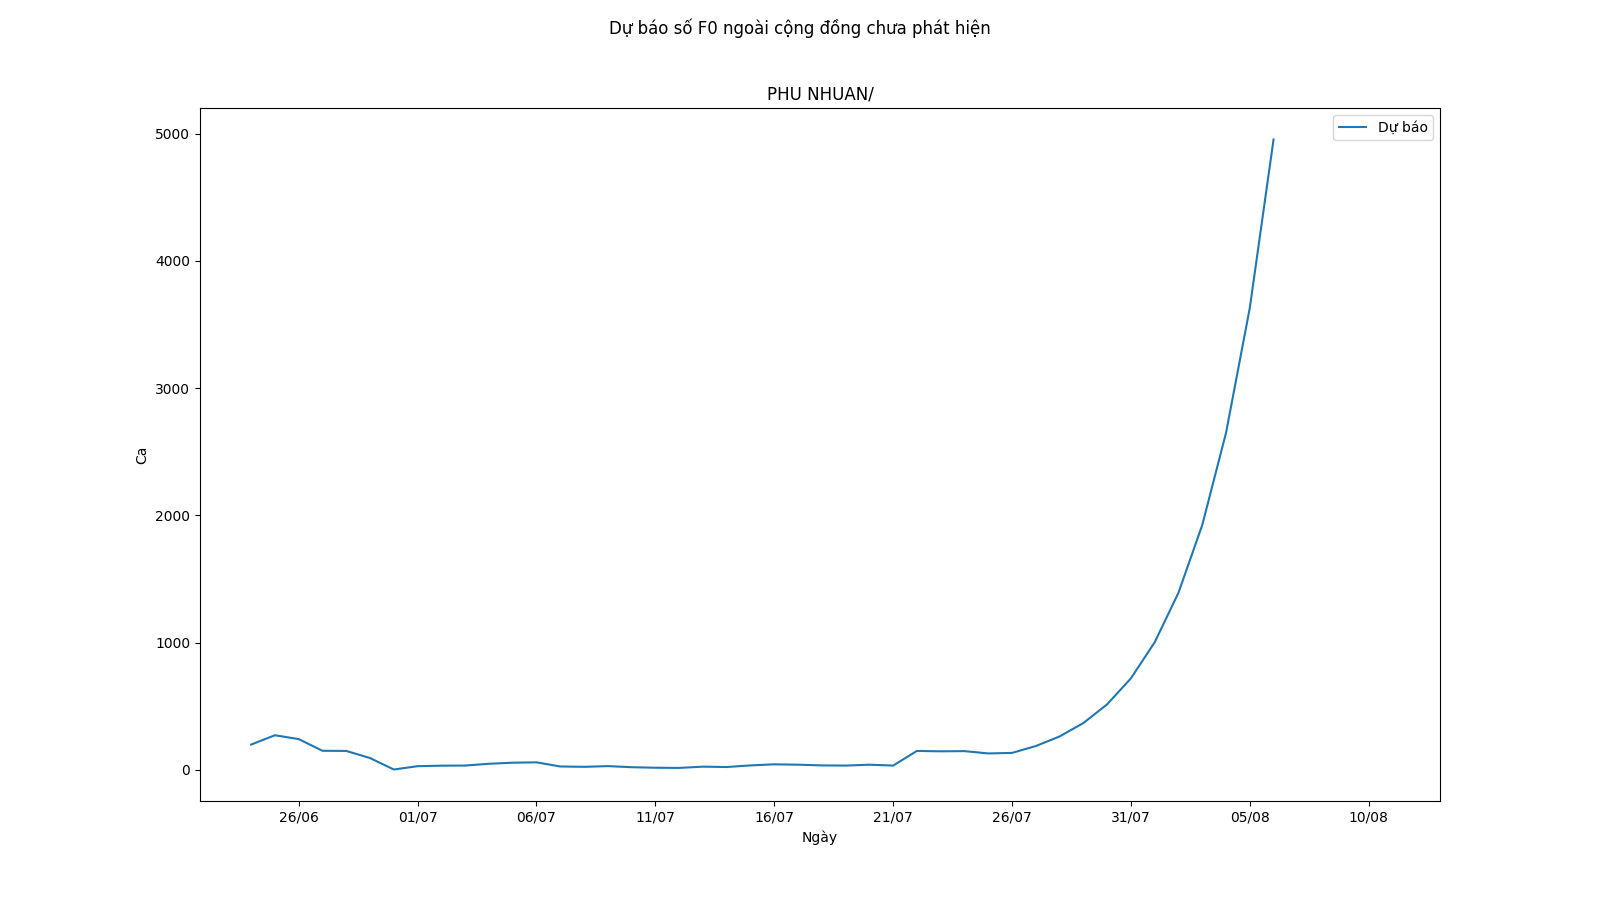 Dự báo số F0 ngoài cộng đồng chưa phát hiện
PHU NHUAN/
Dự báo
5000
4000
3000
2000
1000
0
Ca
26/06 01/07 06/07 11/07 16/07 21/07 26/07 31/07 05/08 10/08
Ngày